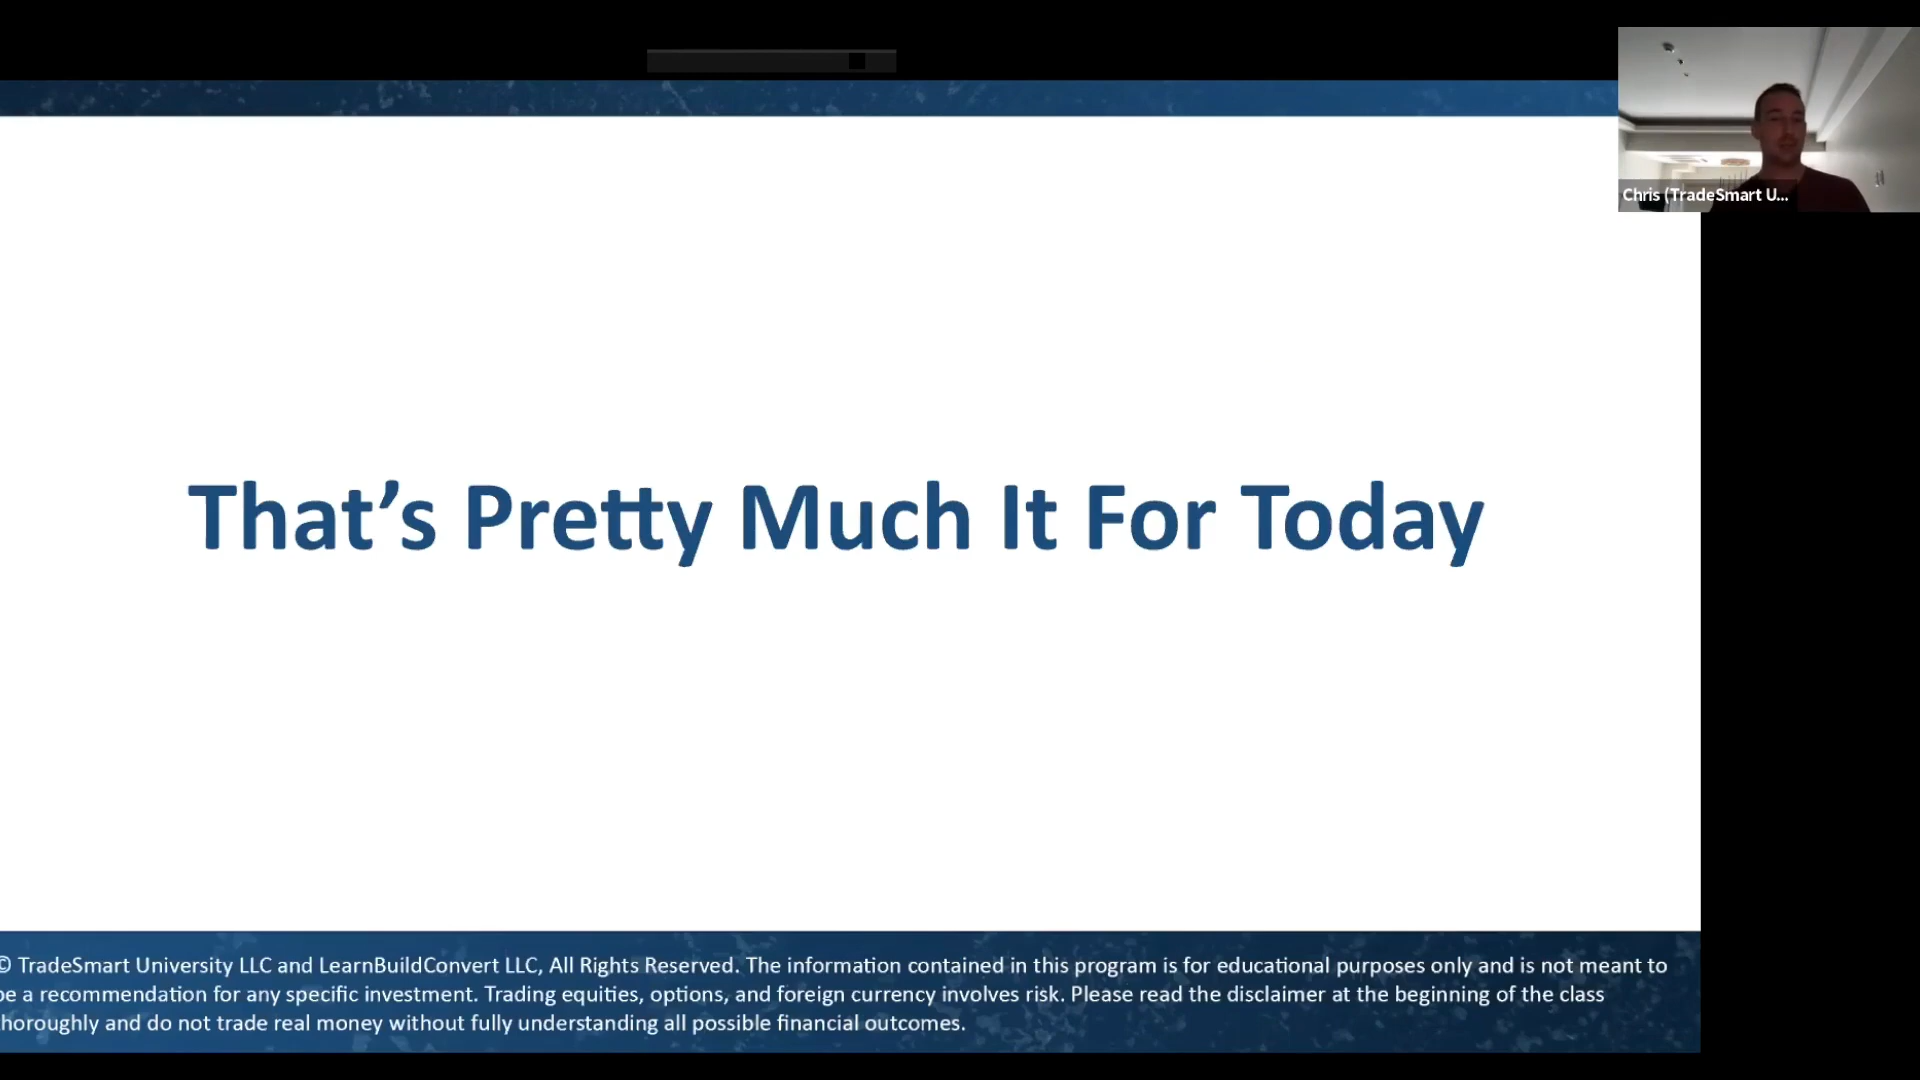 Chris (TradeSmart U...
That’s Pretty Much It For Today
© TradeSmart University LLC and LearnBuildConvert LLC, All Rights Reserved. The information contained in this program is for educational purposes only and is not meant to
be a recommendation for any specific investment. Trading equities, options, and foreign currency involves risk. Please read the disclaimer at the beginning of the class
thoroughly and do not trade real money without fully understanding all possible financial outcomes.